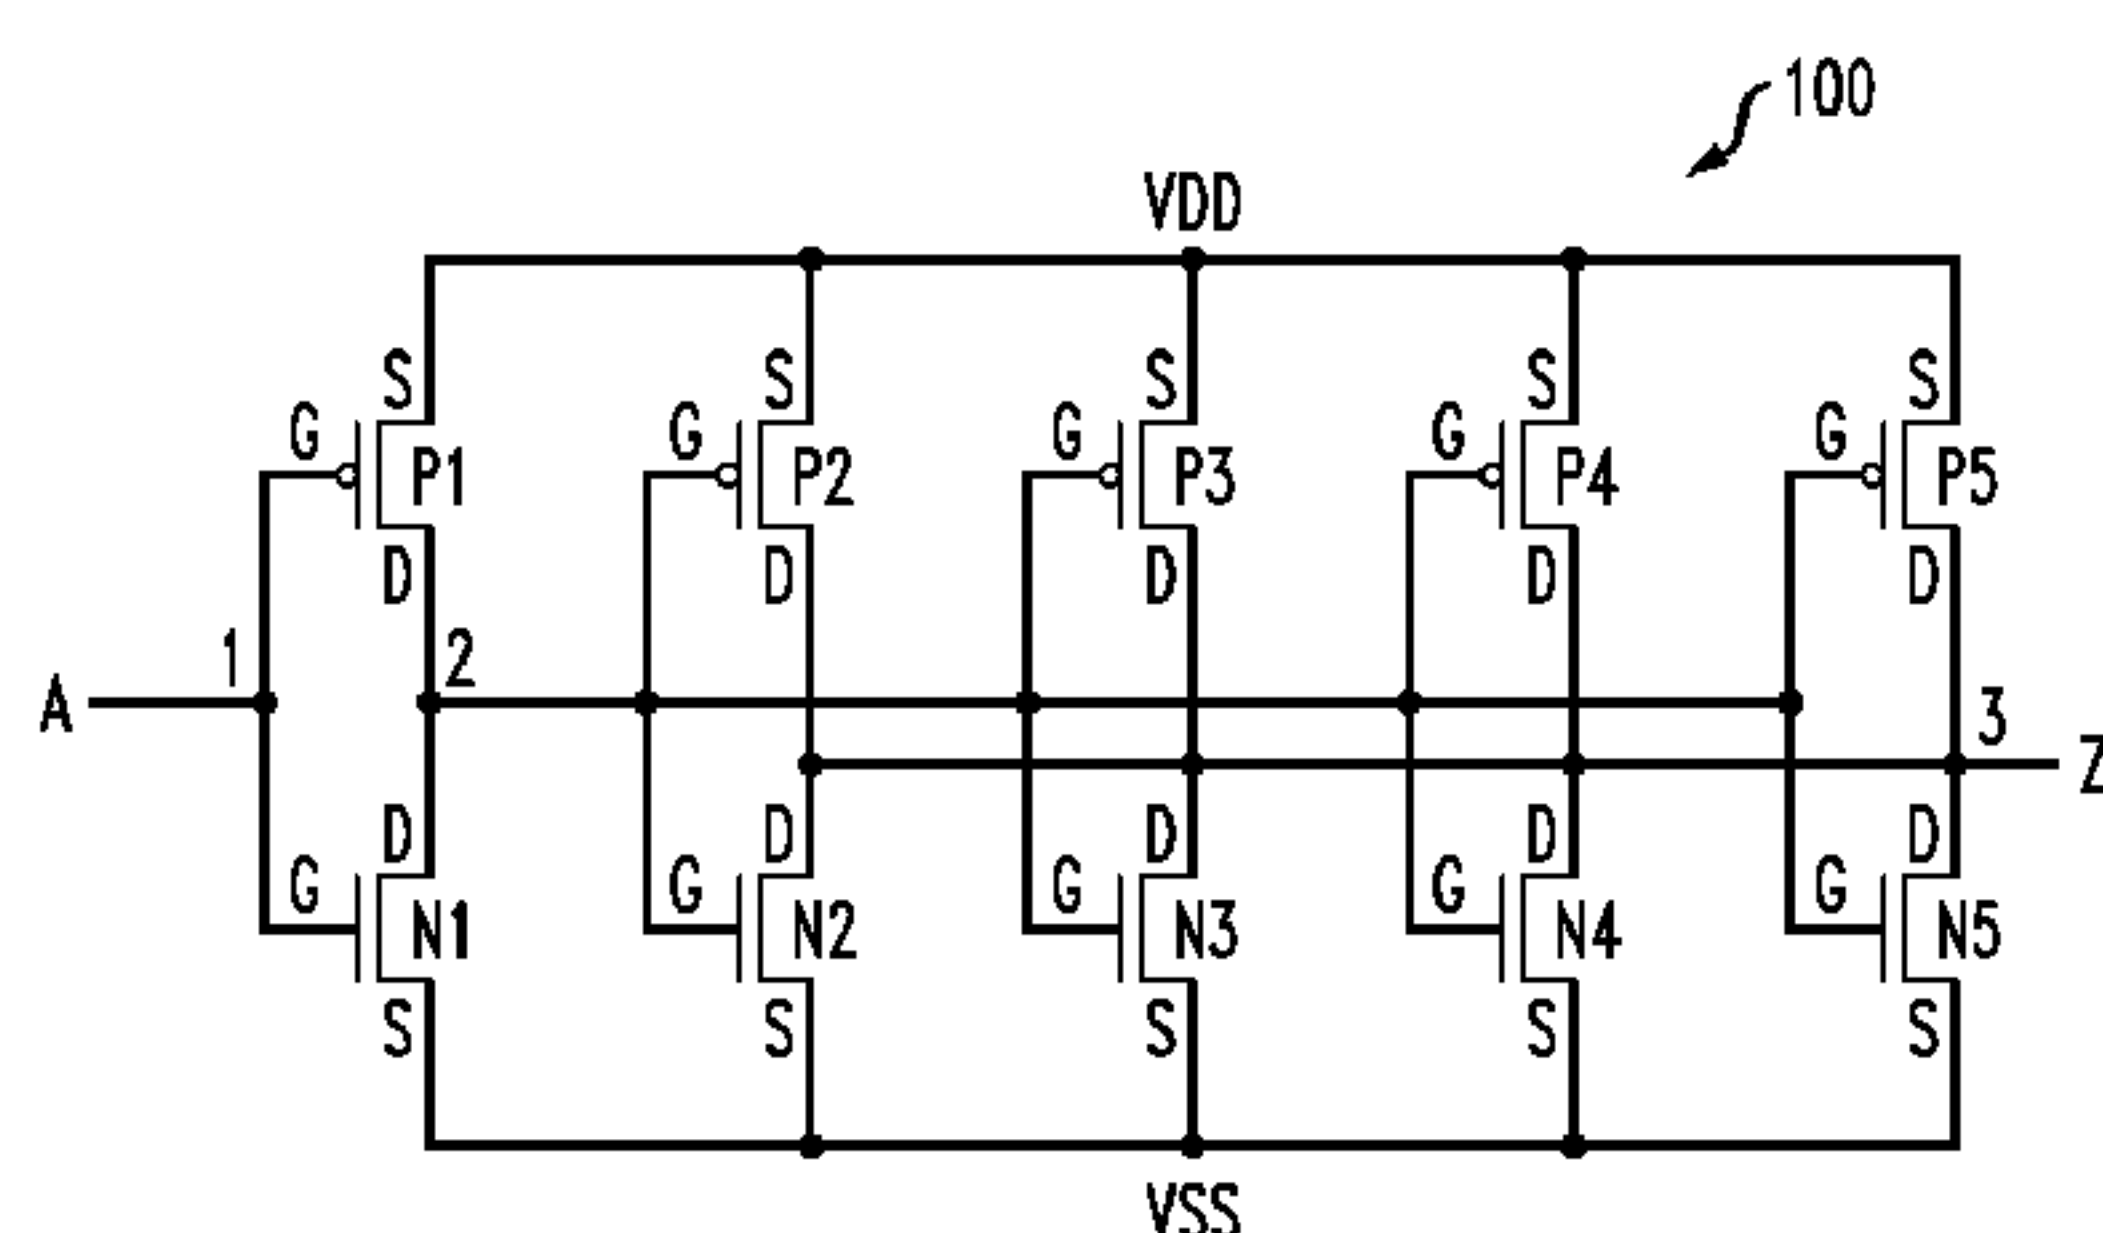 100
VDD
S S S S S
G G G G G
P1 P2 P3 P4 P5
D D D D D
1 2
A 3 Z
D D D D D
G G G G G
N1 N2 N3 N4 N5
S S S S S
VSS